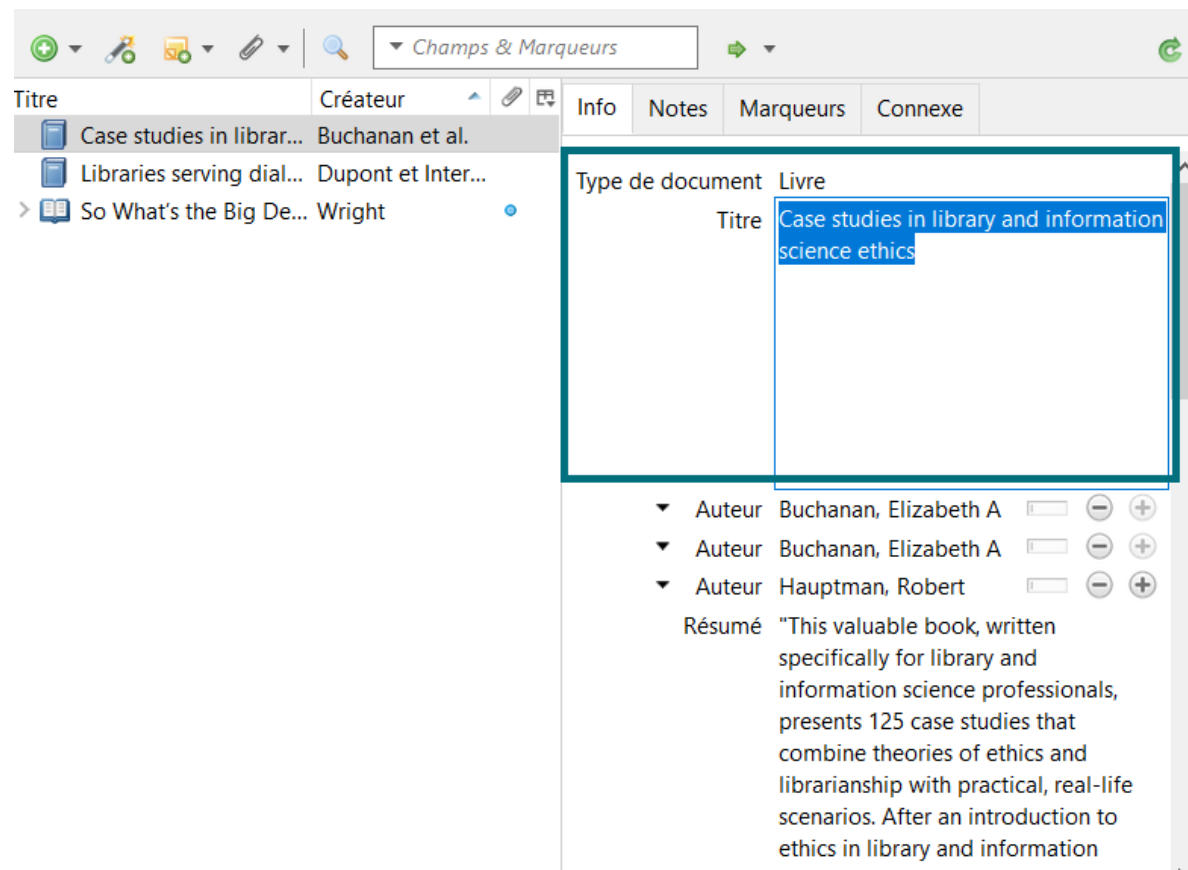 Champs & Marqueurs
Titre Créateur
Case studies in librar... Buchanan et al.
Libraries serving dial... Dupont et Inter...
So What's the Big De... Wright
Info Notes Marqueurs Connexe
Type de document Livre
Titre Case studies in library and information
science ethics
Auteur Buchanan, Elizabeth A
Auteur Buchanan, Elizabeth A
Auteur Hauptman, Robert
Résumé "This valuable book, written
specifically for library and
information science professionals,
presents 125 case studies that
combine theories of ethics and
librarianship with practical, real-life
scenarios. After an introduction to
ethics in library and information